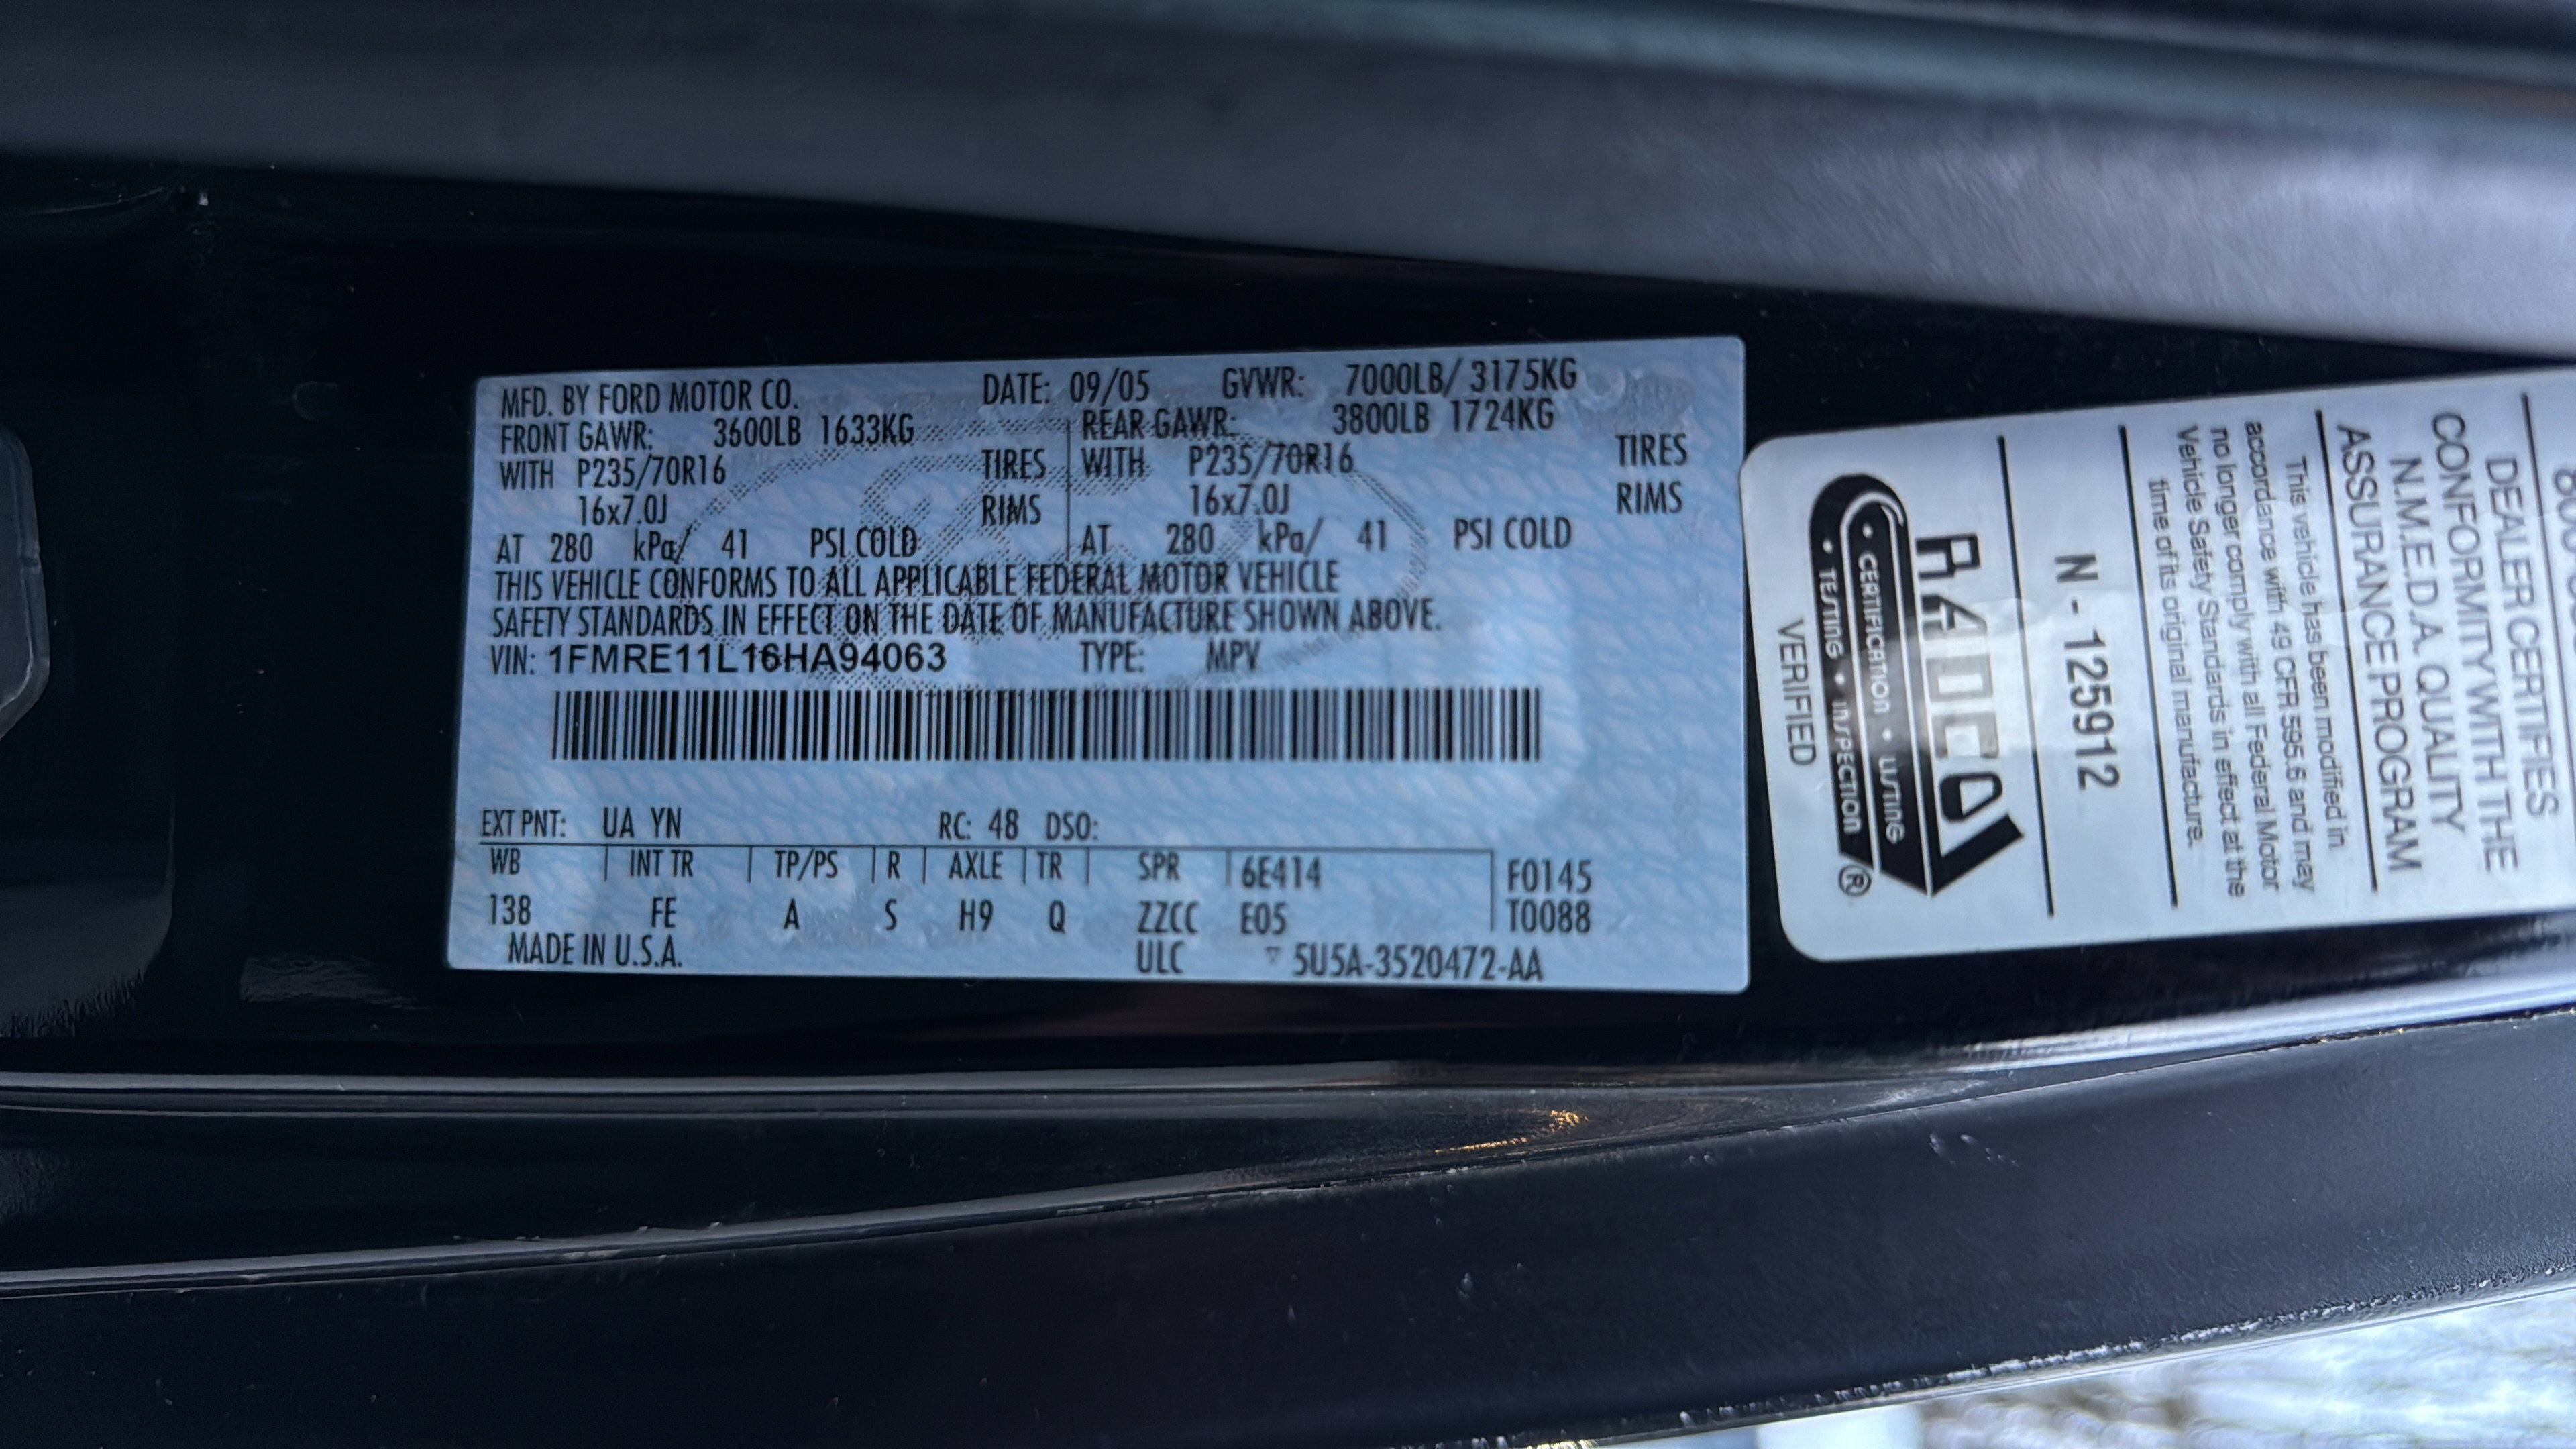 MFD. BY FORD MOTOR CO. DATE: 09/05 GVWR: 7000LB/ 3175KG
FRONT GAWR: 3600LB 1633KG REAR GAWR: 3800LB 1724KG
WITH P235/70R16 TIRES WITH P235/70R16 TIRES
16x7.0J RIMS 16x7.0J RIMS
AT 280 kPa/ 41 PSI COLD AT 280 kPa/ 41 PSI COLD
THIS VEHICLE CONFORMS TO ALL APPLICABLE FEDERAL MOTOR VEHICLE
SAFETY STANDARDS IN EFFECT ON THE DATE OF MANUFACTURE SHOWN ABOVE.
VIN: 1FMRE11L16HA94063 TYPE: MPV
EXT PNT: UA YN RC: 48 DSO:
WB INT TR TP/PS R AXLE TR SPR 6E414 F0145
138 FE A S H9 Q ZZCC E05 T0088
MADE IN U.S.A. ULC ▽ 5U5A-3520472-AA
DEALER CERTIFIES
CONFORMITY WITH THE
N.M.E.D.A. QUALITY
ASSURANCE PROGRAM
This vehicle has been modified in
accordance with 49 CFR 595.6 and may
no longer comply with all Federal Motor
Vehicle Safety Standards in effect at the
time of its original manufacture.
N - 125912
RADCO
• CERTIFICATION • LISTING
• TESTING • INSPECTION ®
VERIFIED